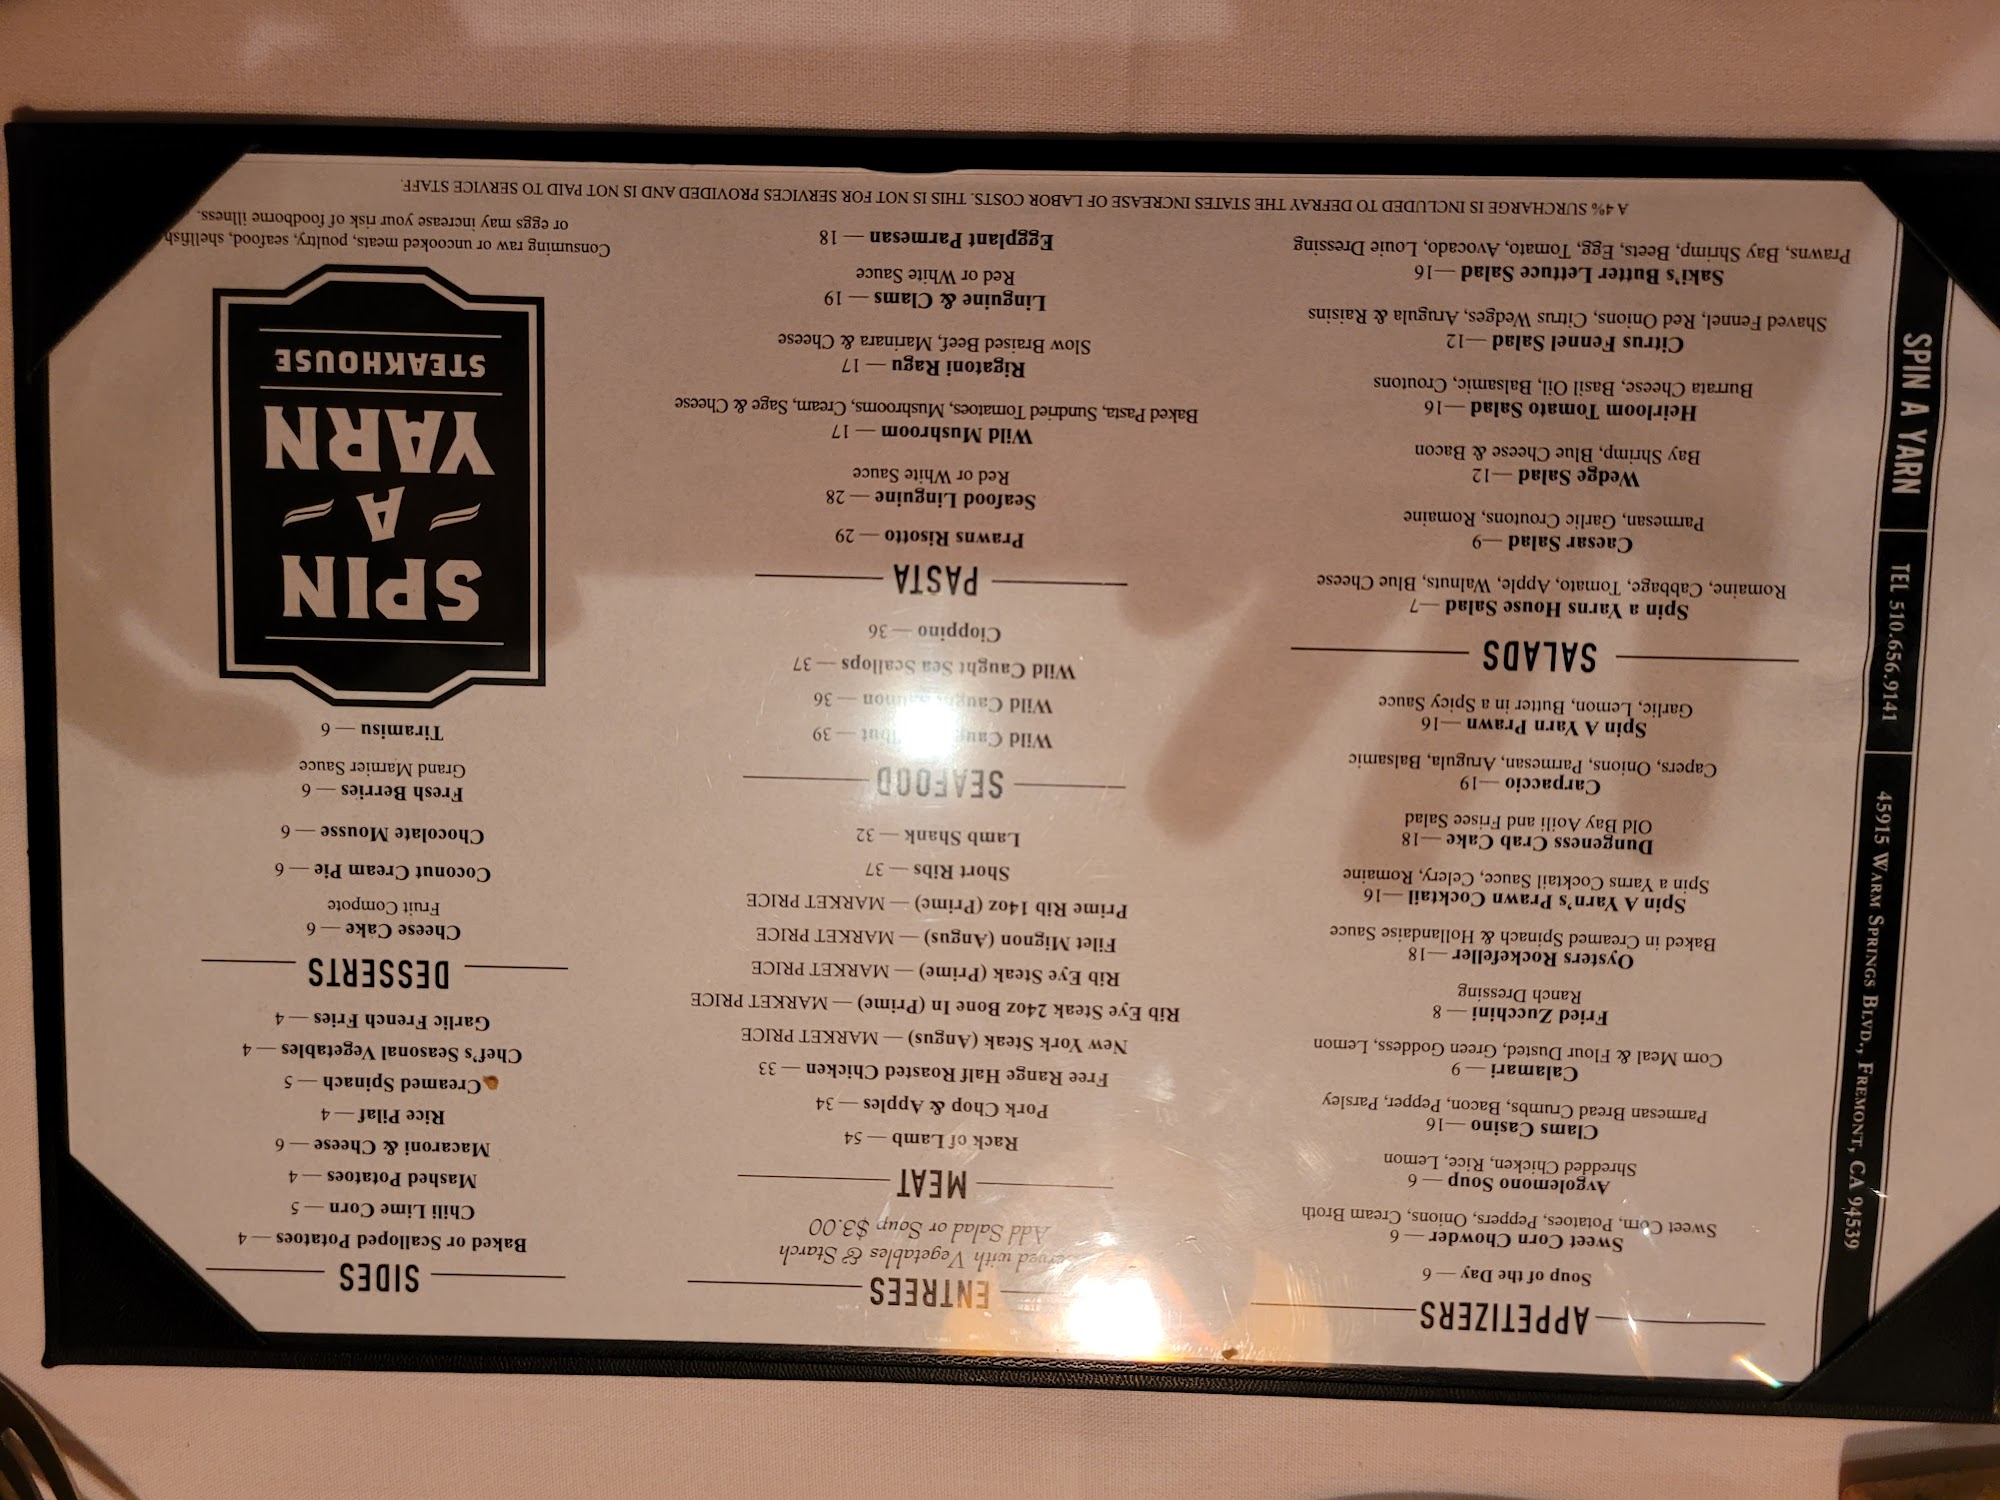 SPIN A YARN
TEL 510.656.9141
45915 WARM SPRINGS BLVD., FREMONT, CA 94539
APPETIZERS
Soup of the Day — 6
Sweet Corn Chowder — 6
Sweet Corn, Potatoes, Peppers, Onions, Cream Broth
Avgolemono Soup — 6
Shredded Chicken, Rice, Lemon
Clams Casino —16
Parmesan Bread Crumbs, Bacon, Pepper, Parsley
Calamari — 9
Corn Meal & Flour Dusted, Green Goddess, Lemon
Fried Zucchini — 8
Ranch Dressing
Oysters Rockefeller —18
Baked in Creamed Spinach & Hollandaise Sauce
Spin A Yarn's Prawn Cocktail —16
Spin a Yarns Cocktail Sauce, Celery, Romaine
Dungeness Crab Cake —18
Old Bay Aoili and Frisee Salad
Carpaccio —19
Capers, Onions, Parmesan, Arugula, Balsamic
Spin A Yarn Prawn —16
Garlic, Lemon, Butter in a Spicy Sauce
SALADS
Spin a Yarns House Salad —7
Romaine, Cabbage, Tomato, Apple, Walnuts, Blue Cheese
Caesar Salad —9
Parmesan, Garlic Croutons, Romaine
Wedge Salad —12
Bay Shrimp, Blue Cheese & Bacon
Heirloom Tomato Salad —16
Burrata Cheese, Basil Oil, Balsamic, Croutons
Citrus Fennel Salad —12
Shaved Fennel, Red Onions, Citrus Wedges, Arugula & Raisins
Saki's Butter Lettuce Salad —16
Prawns, Bay Shrimp, Beets, Egg, Tomato, Avocado, Louie Dressing
ENTREES
with Vegetables & Starch
Add Salad or Soup $3.00
MEAT
Rack of Lamb — 54
Pork Chop & Apples — 34
Free Range Half Roasted Chicken — 33
New York Steak (Angus) — MARKET PRICE
Rib Eye Steak 24oz Bone In (Prime) — MARKET PRICE
Rib Eye Steak (Prime) — MARKET PRICE
Filet Mignon (Angus) — MARKET PRICE
Prime Rib 14oz (Prime) — MARKET PRICE
Short Ribs — 37
Lamb Shank — 32
SEAFOOD
Wild — 39
Wild Caught — 36
Wild Caught Sea Scallops — 37
Cioppino — 36
PASTA
Prawns Risotto — 29
Seafood Linguine — 28
Red or White Sauce
Wild Mushroom — 17
Baked Pasta, Sundried Tomatoes, Mushrooms, Cream, Sage & Cheese
Rigatoni Ragu — 17
Slow Braised Beef, Marinara & Cheese
Linguine & Clams — 19
Red or White Sauce
Eggplant Parmesan — 18
SIDES
Baked or Scalloped Potatoes — 4
Chili Lime Corn — 5
Mashed Potatoes — 4
Macaroni & Cheese — 6
Rice Pilaf — 4
Creamed Spinach — 5
Chef's Seasonal Vegetables — 4
Garlic French Fries — 4
DESSERTS
Cheese Cake — 6
Fruit Compote
Coconut Cream Pie — 6
Chocolate Mousse — 6
Fresh Berries — 6
Grand Marnier Sauce
Tiramisu — 6
SPIN
A
YARN
STEAKHOUSE
Consuming raw or uncooked meats, poultry, seafood, shellfish
or eggs may increase your risk of foodborne illness.
A 4% SURCHARGE IS INCLUDED TO DEFRAY THE STATES INCREASE OF LABOR COSTS. THIS IS NOT FOR SERVICES PROVIDED AND IS NOT PAID TO SERVICE STAFF.